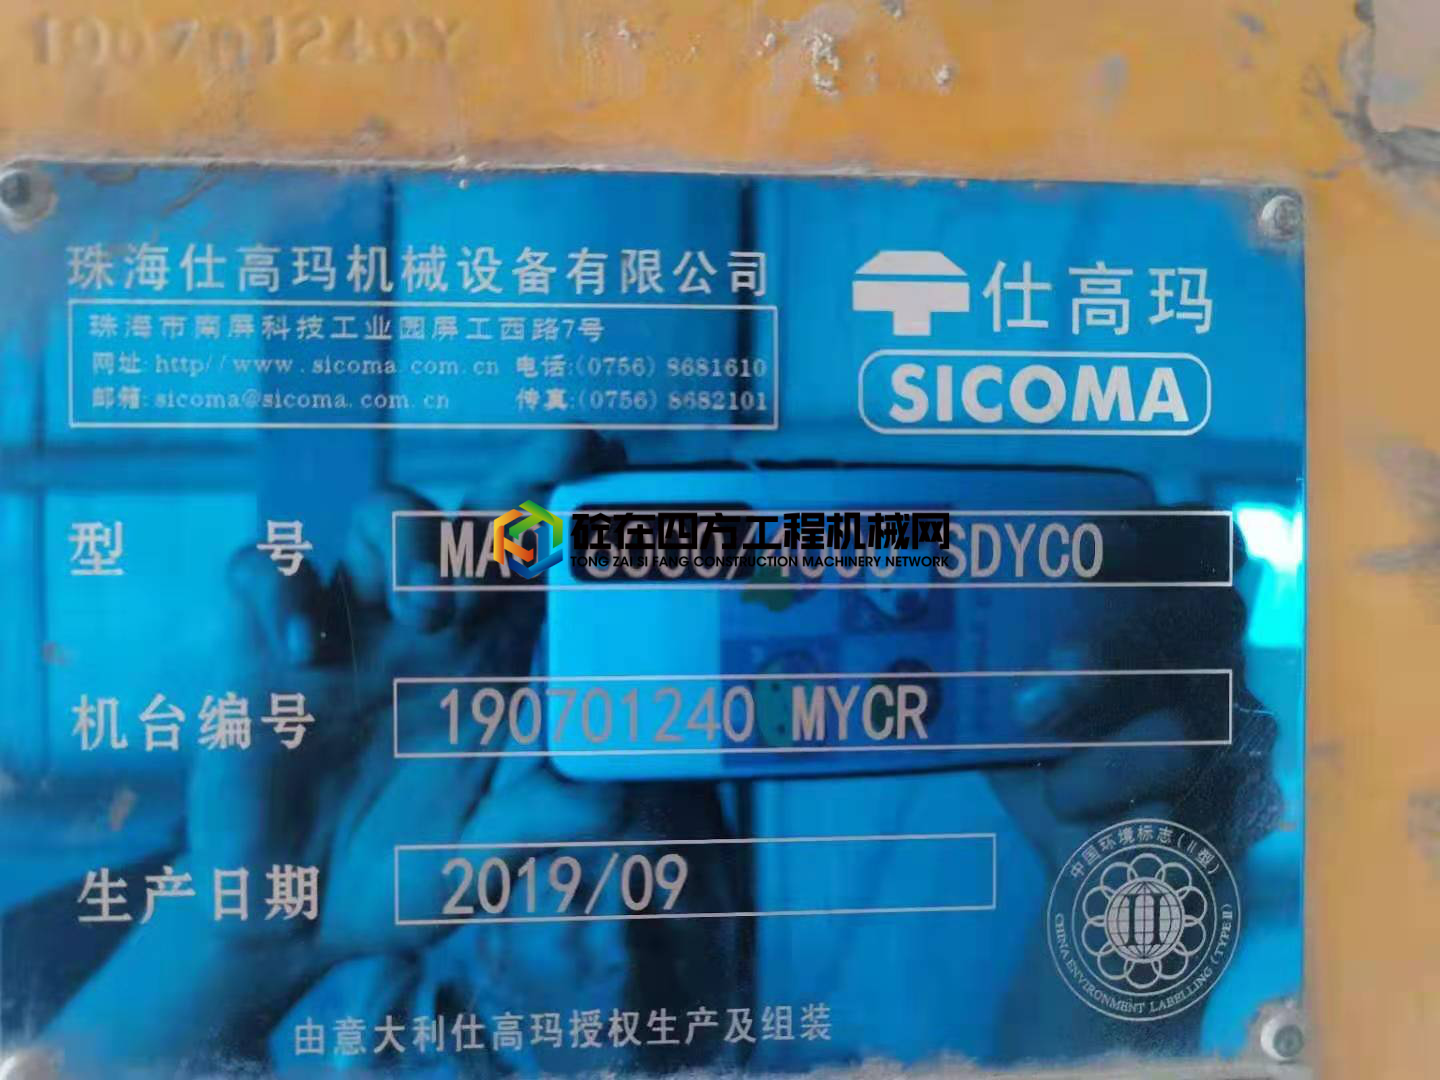 珠海仕高玛机械设备有限公司
珠海市南屏科技工业园屏工西路7号
网址: http//www.sicoma.com.cn 电话:(0756) 8681610
邮箱: sicoma@sicoma.com.cn 传真:(0756) 8682101
仕高玛
SICOMA
型 号 SDYCO
砼在四方工程机械网
TONG ZAI SI FANG CONSTRUCTION MACHINERY NETWORK
机台编号 190701240 MYCR
生产日期 2019/09
中国环境标志(II型)
II
CHINA ENVIRONMENT LABELLING (TYPE II)
由意大利仕高玛授权生产及组装